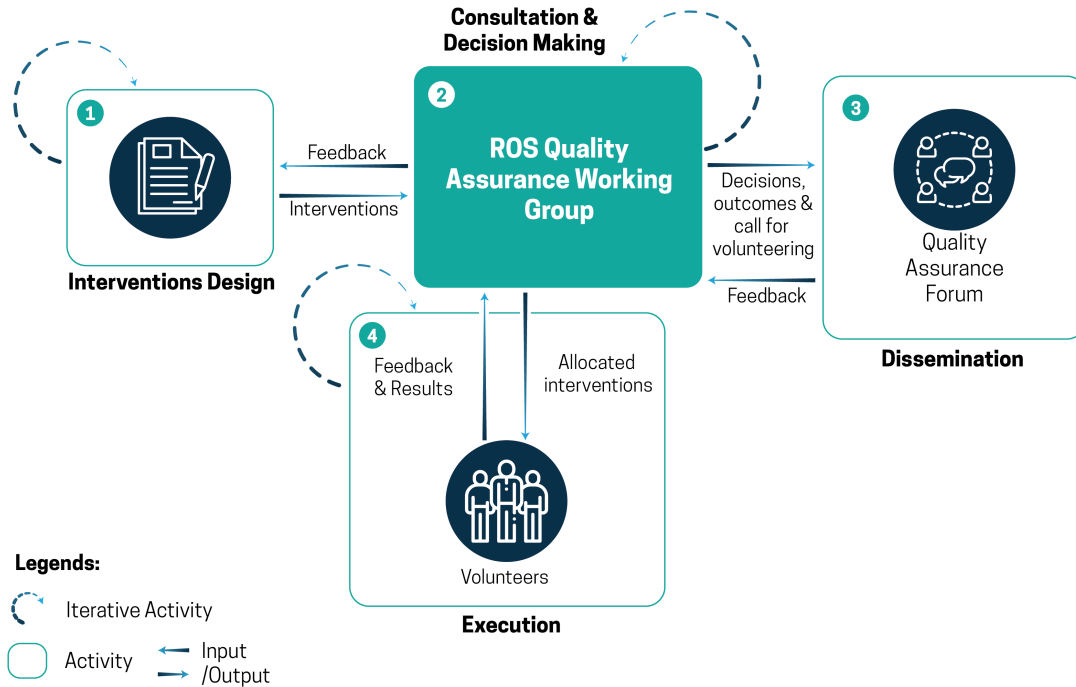 Consultation &
Decision Making
1
2
ROS Quality
Assurance Working
Group
3
Feedback
Interventions
Decisions,
outcomes &
call for
volunteering
Feedback
Quality
Assurance
Forum
Interventions Design
Dissemination
4
Feedback
& Results
Allocated
interventions
Volunteers
Execution
Legends:
Iterative Activity
Activity
Input
/Output